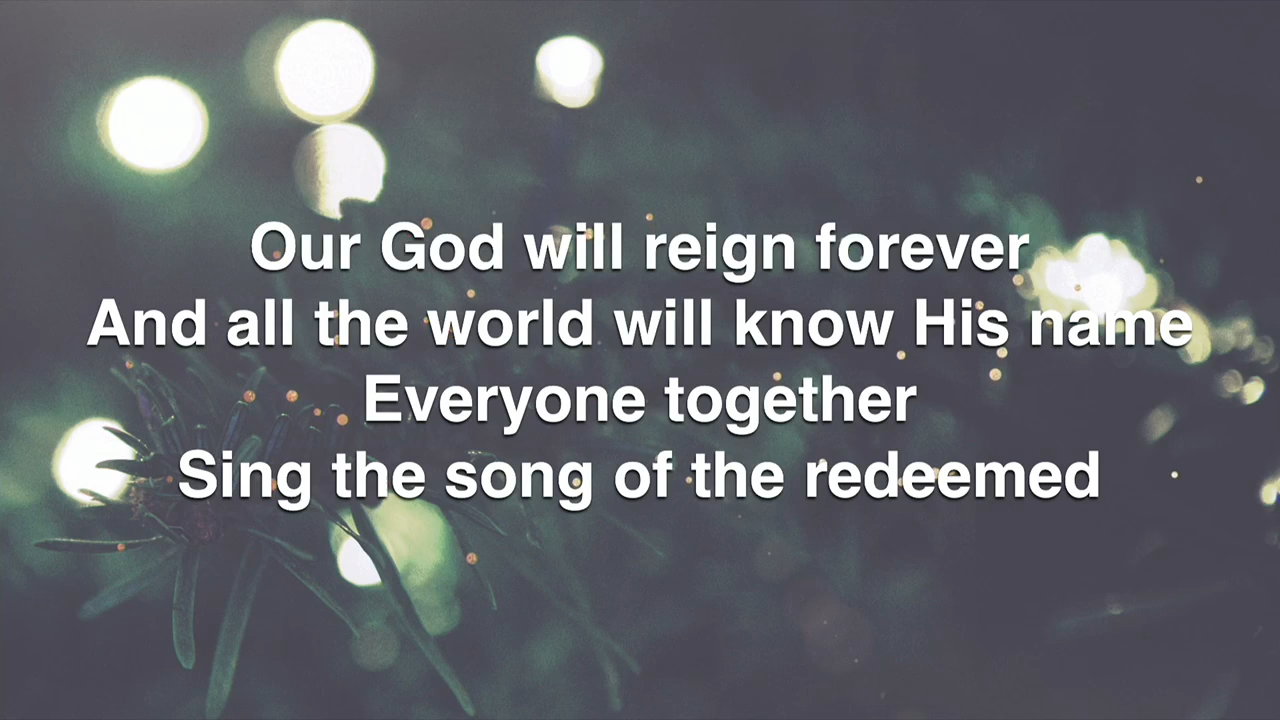 Our God will reign forever
And all the world will know His name
Everyone together
Sing the song of the redeemed